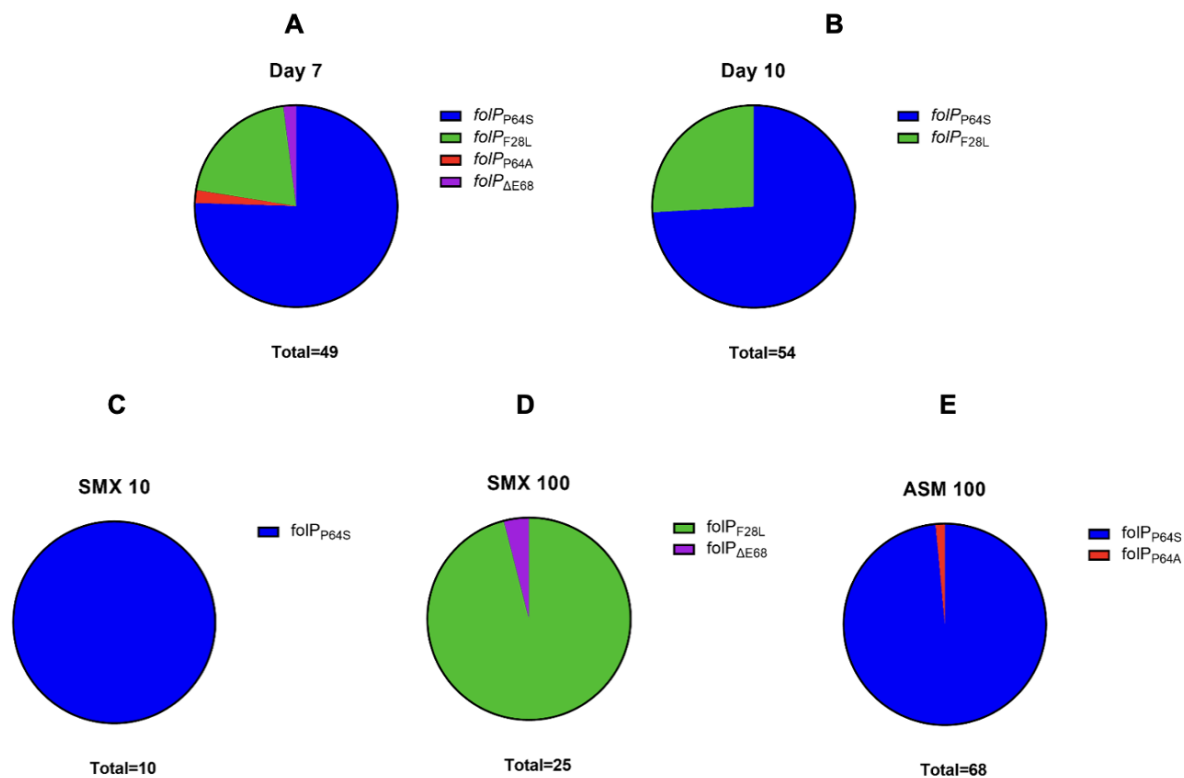 A
Day 7
folP P64S
folP F28L
folP P64A
folP ΔE68
Total=49
B
Day 10
folP P64S
folP F28L
Total=54
C
SMX 10
folP P64S
Total=10
D
SMX 100
folP F28L
folP ΔE68
Total=25
E
ASM 100
folP P64S
folP P64A
Total=68